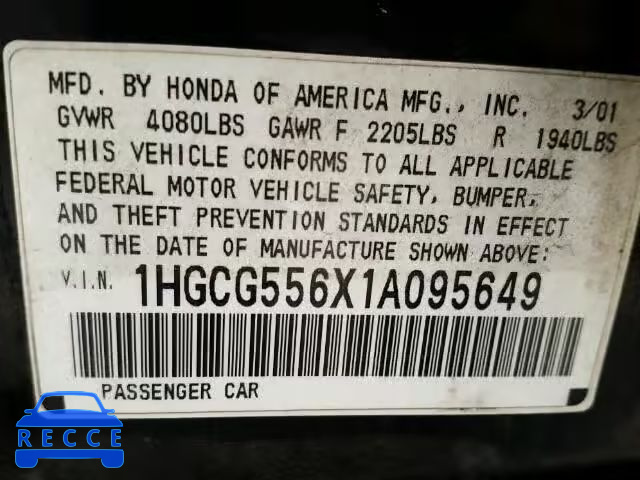 MFD. BY HONDA OF AMERICA MFG., INC. 3/01
GVWR 4080LBS GAWR F 2205LBS R 1940LBS
THIS VEHICLE CONFORMS TO ALL APPLICABLE
FEDERAL MOTOR VEHICLE SAFETY, BUMPER,
AND THEFT PREVENTION STANDARDS IN EFFECT
ON THE DATE OF MANUFACTURE SHOWN ABOVE:
V.I.N. 1HGCG556X1A095649
PASSENGER CAR
RECCE